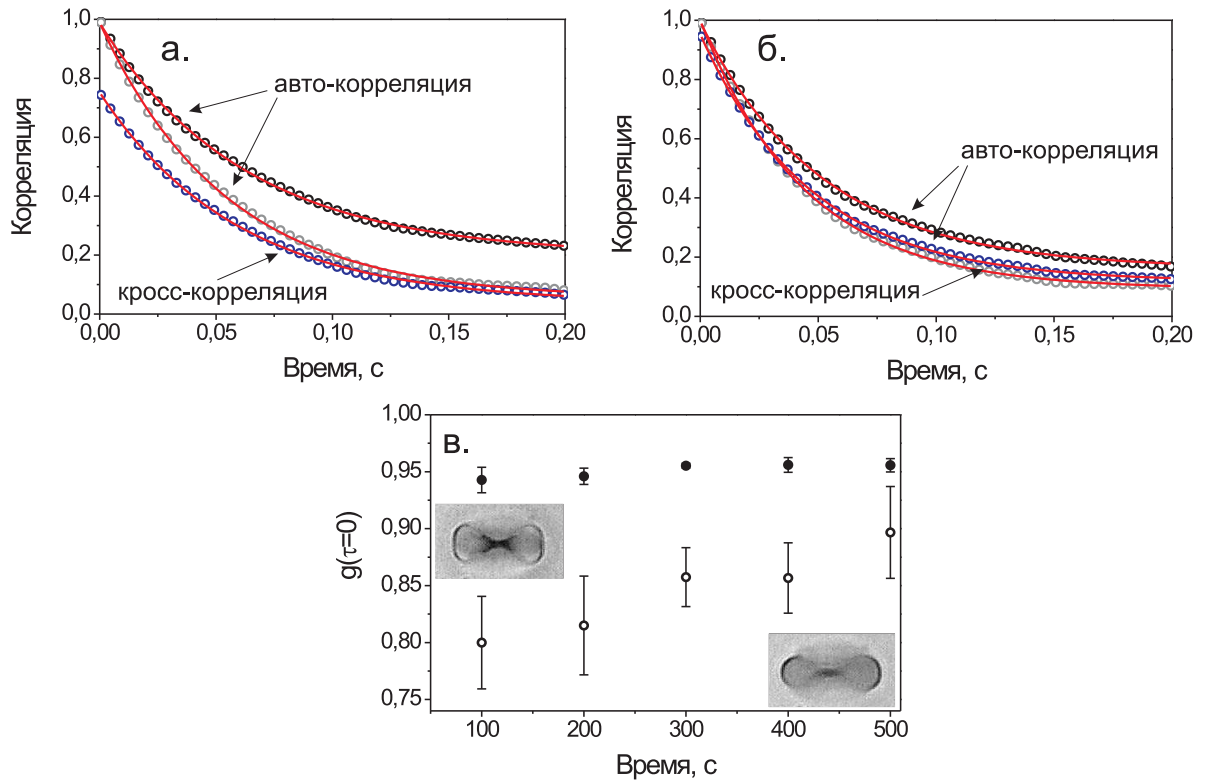 а.
авто-корреляция
кросс-корреляция
Корреляция
1,0
0,8
0,6
0,4
0,2
0,0
0,00 0,05 0,10 0,15 0,20
Время, с
б.
авто-корреляция
кросс-корреляция
Корреляция
1,0
0,8
0,6
0,4
0,2
0,0
0,00 0,05 0,10 0,15 0,20
Время, с
в.
g(τ=0)
1,00
0,95
0,90
0,85
0,80
0,75
100 200 300 400 500
Время, с